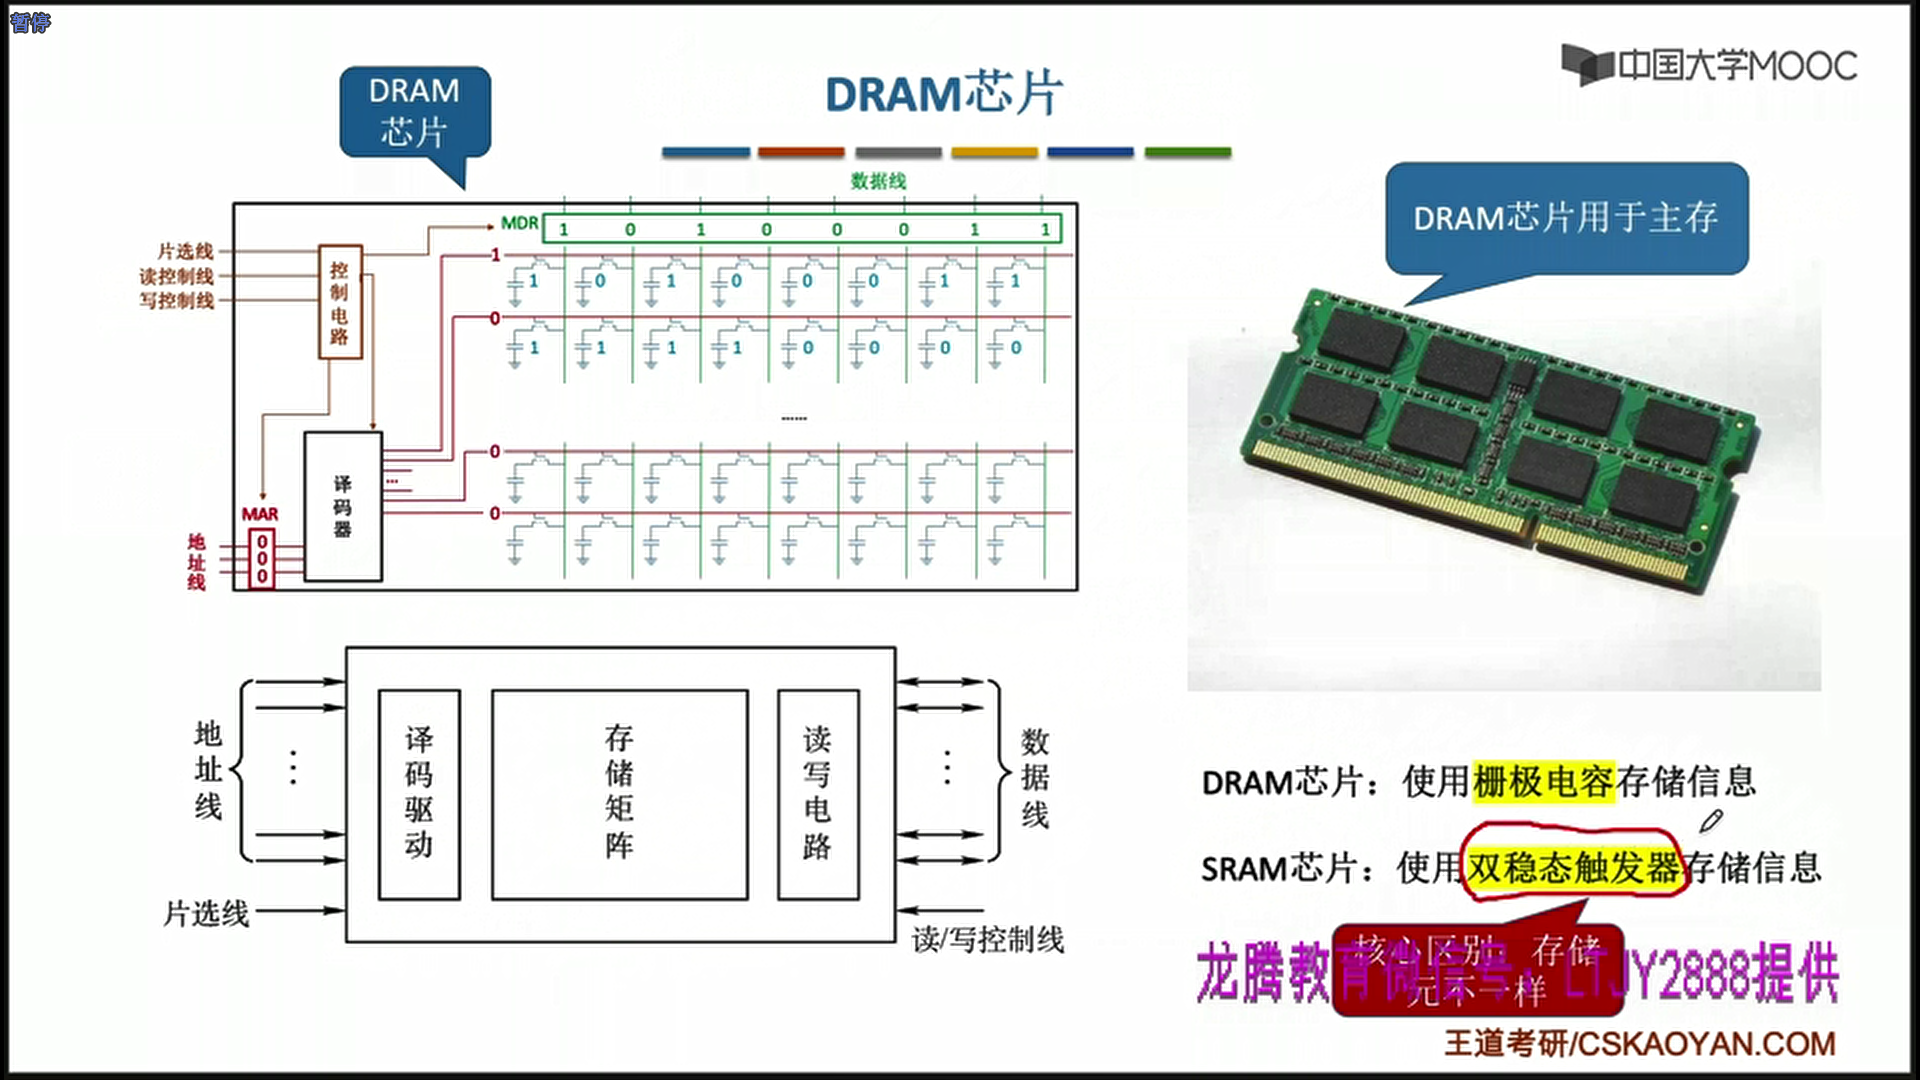 暂停
中国大学MOOC
DRAM芯片
DRAM
芯片
数据线
MDR 1 0 1 0 0 0 1 1
片选线
读控制线
写控制线
控制电路
1
1 0 1 0 0 0 1 1
0
1 1 1 1 0 0 0 0
......
0
0
...
译码器
MAR
地址线
0
0
0
DRAM芯片用于主存
地址线
译码驱动
存储矩阵
读写电路
数据线
片选线
读/写控制线
DRAM芯片：使用栅极电容存储信息
SRAM芯片：使用双稳态触发器存储信息
核心区别：存储
元不一样
龙腾教育微信号：LTJY2888提供
王道考研/CSKAOYAN.COM